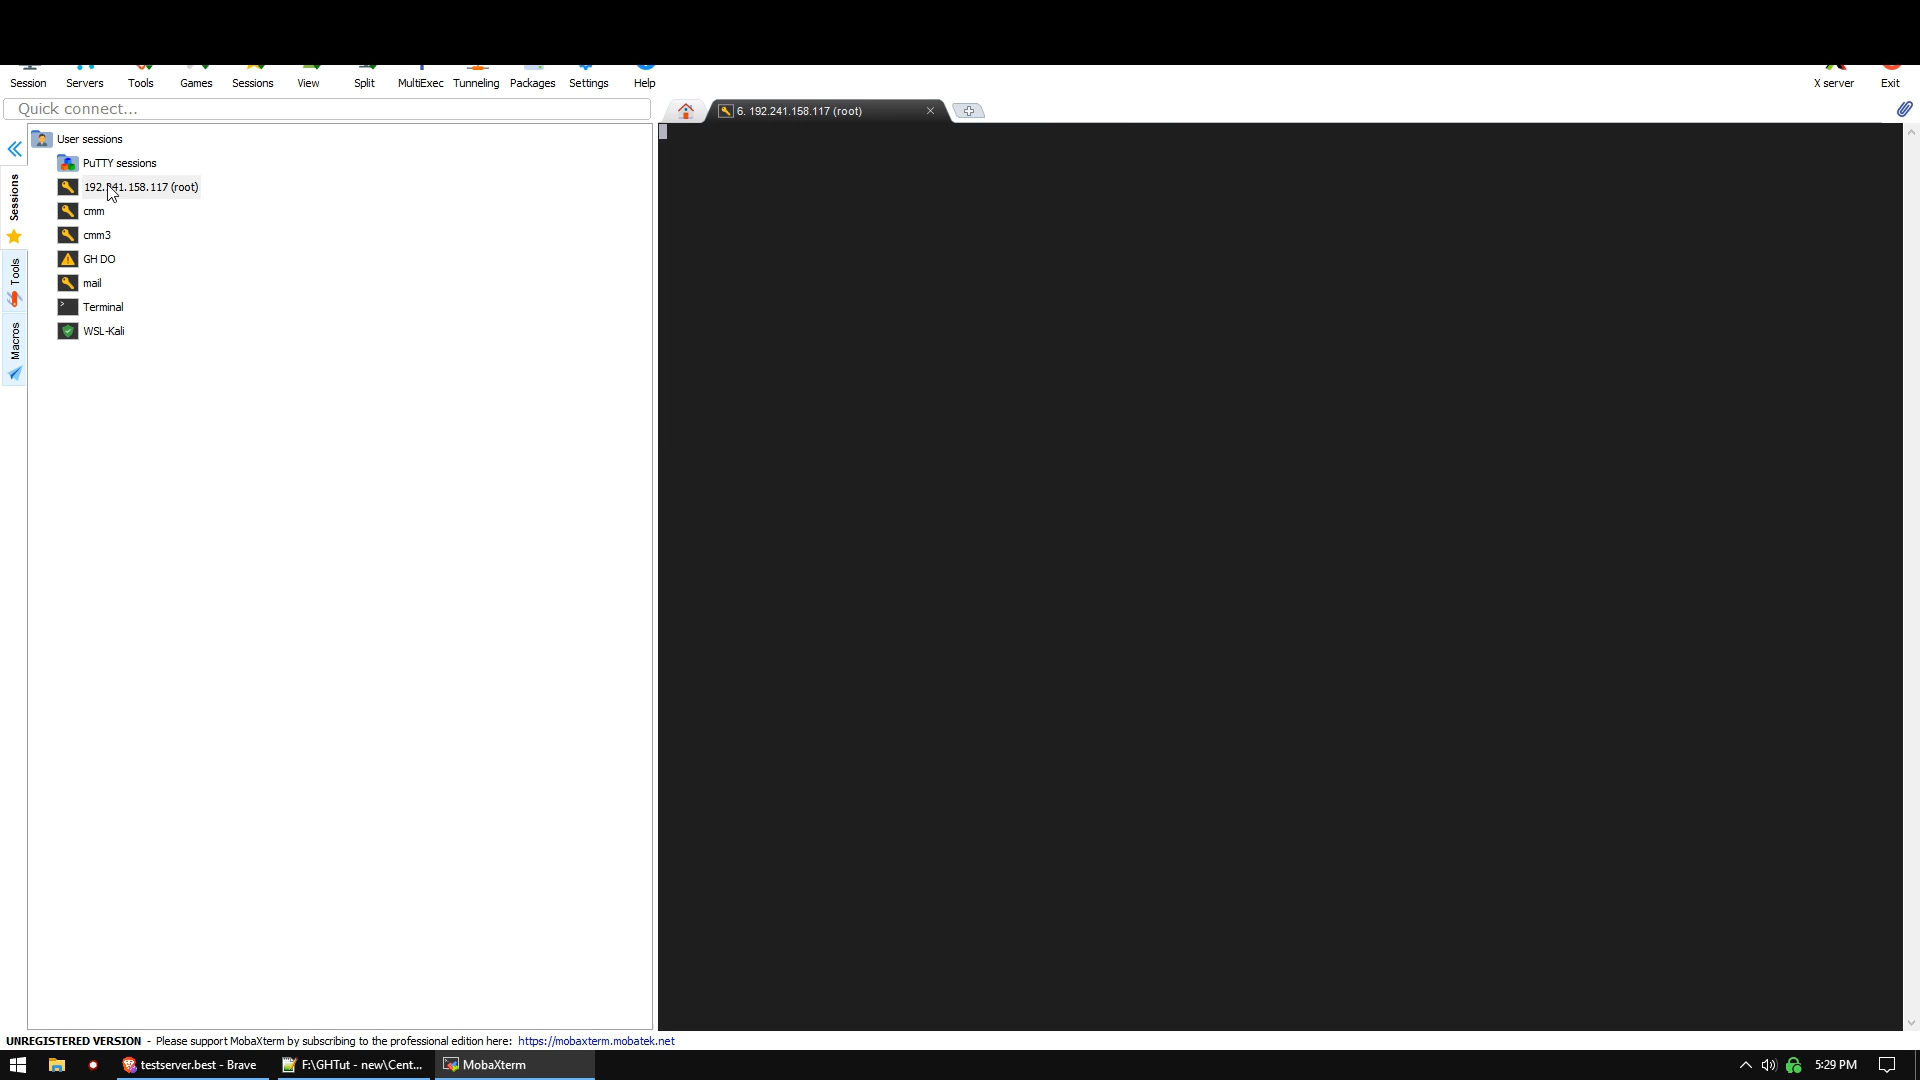 Session Servers Tools Games Sessions View Split MultiExec Tunneling Packages Settings Help X server Exit
Quick connect...
6. 192.241.158.117 (root)
User sessions
PuTTY sessions
192.241.158.117 (root)
cmm
cmm3
GH DO
mail
Terminal
WSL-Kali
Sessions
Tools
Macros
UNREGISTERED VERSION - Please support MobaXterm by subscribing to the professional edition here: https://mobaxterm.mobatek.net
testserver.best - Brave F:\GHTut - new\Cent... MobaXterm 5:29 PM